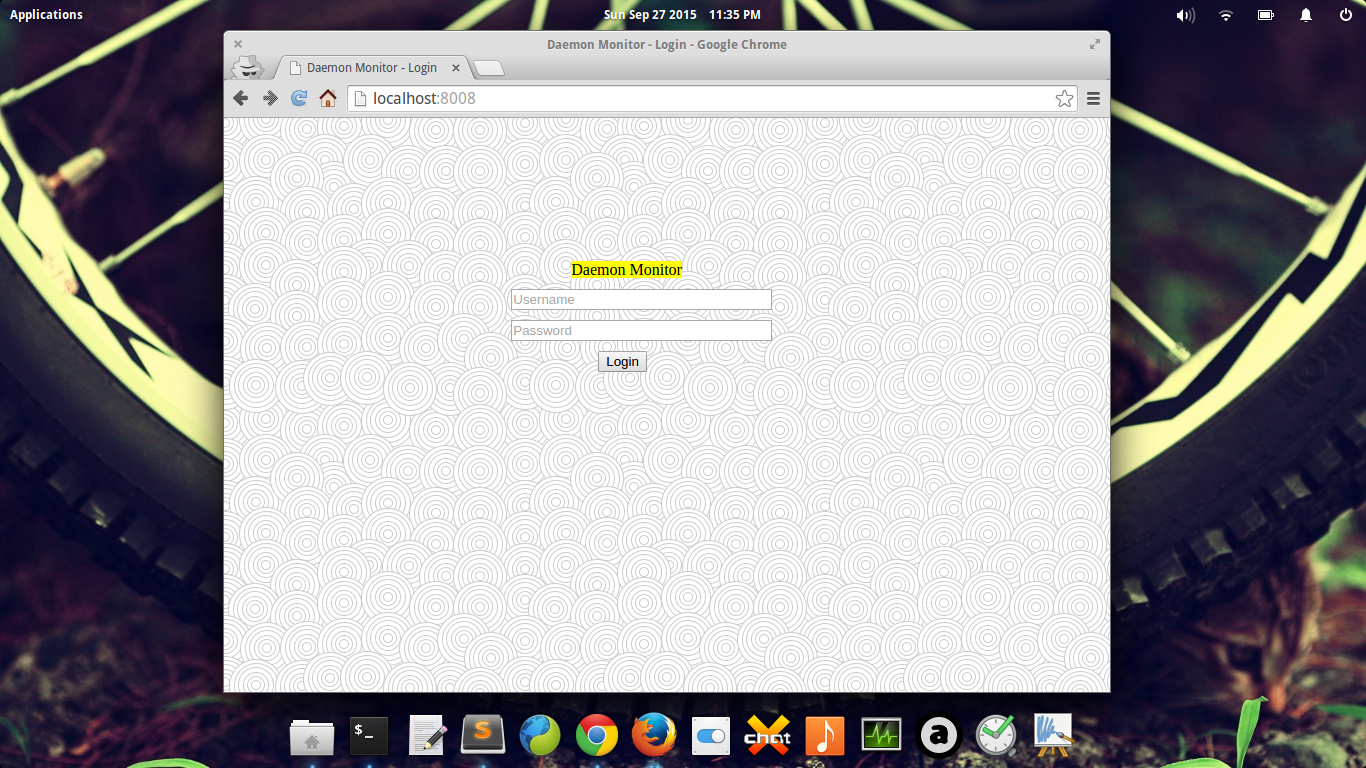 Applications
Sun Sep 27 2015 11:35 PM
Daemon Monitor - Login - Google Chrome
Daemon Monitor - Login
localhost:8008
Daemon Monitor
Username
Password
Login
$_
S
X
chat
a